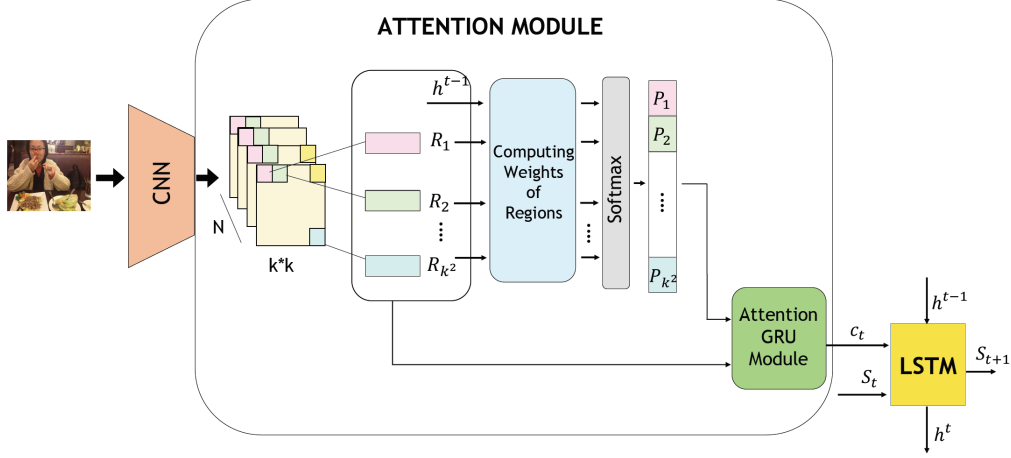 ATTENTION MODULE
CNN
N
k*k
h^{t-1}
R_1
R_2
R_{k^2}
Computing
Weights
of
Regions
Softmax
P_1
P_2
P_{k^2}
Attention
GRU
Module
c_t
S_t
h^{t-1}
LSTM
S_{t+1}
h^t